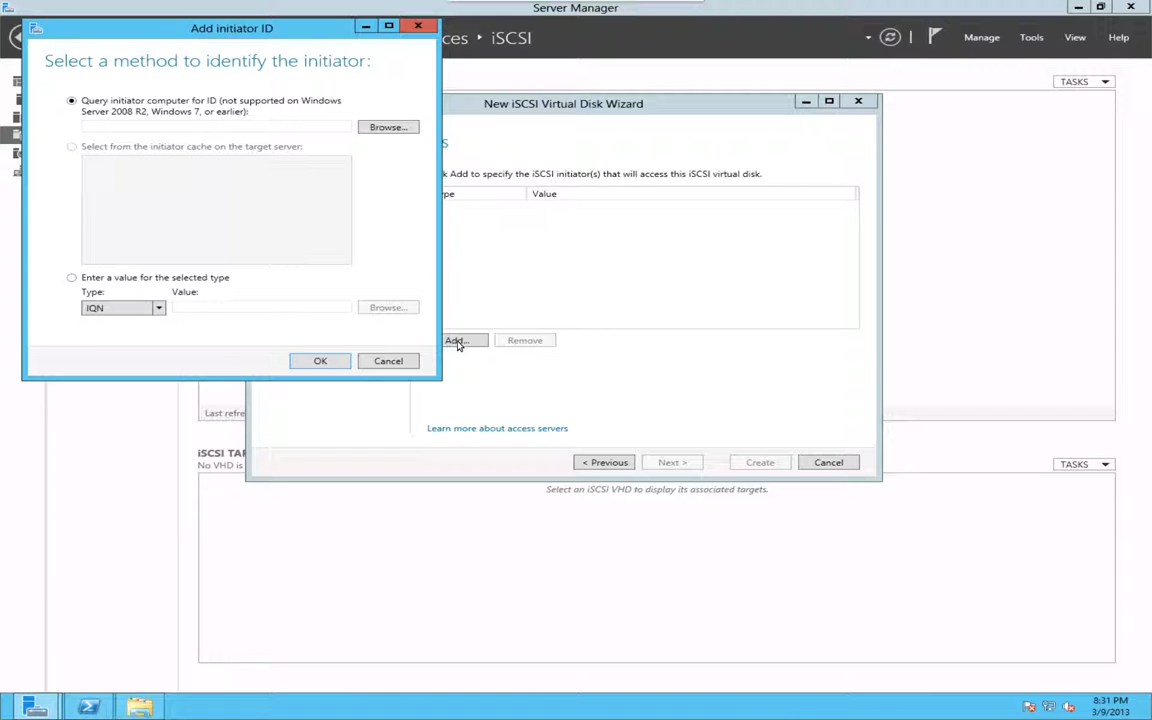 Server Manager
Add initiator ID
Select a method to identify the initiator:
Query initiator computer for ID (not supported on Windows
Server 2008 R2, Windows 7, or earlier):
Browse...
Select from the initiator cache on the target server:
Enter a value for the selected type
Type:
Value:
IQN
Browse...
OK
Cancel
ces • iSCSI
Manage
Tools
View
Help
TASKS
New iSCSI Virtual Disk Wizard
s
k Add to specify the iSCSI initiator(s) that will access this iSCSI virtual disk.
pe
Value
Add...
Remove
Learn more about access servers
< Previous
Next >
Create
Cancel
Last refre
iSCSI TAR
No VHD is
TASKS
Select an iSCSI VHD to display its associated targets.
8:31 PM
3/9/2013